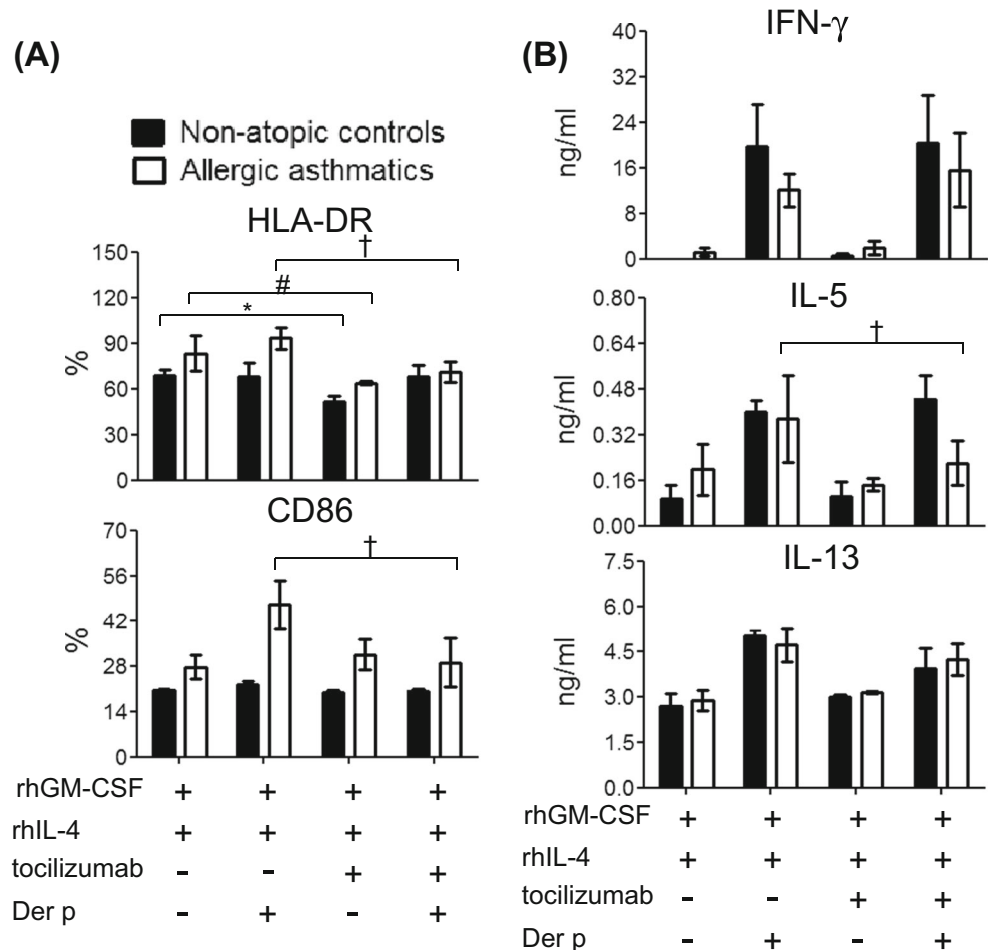 (A)
Non-atopic controls
Allergic asthmatics
HLA-DR
150
120
90
60
30
0
%
†
#
*
CD86
70
56
42
28
14
0
%
†
rhGM-CSF + + + +
rhIL-4 + + + +
tocilizumab - - + +
Der p - + - +
(B)
IFN-γ
40
32
24
16
8
0
ng/ml
IL-5
0.80
0.64
0.48
0.32
0.16
0.00
ng/ml
†
IL-13
7.5
6.0
4.5
3.0
1.5
0.0
ng/ml
rhGM-CSF + + + +
rhIL-4 + + + +
tocilizumab - - + +
Der p - + - +